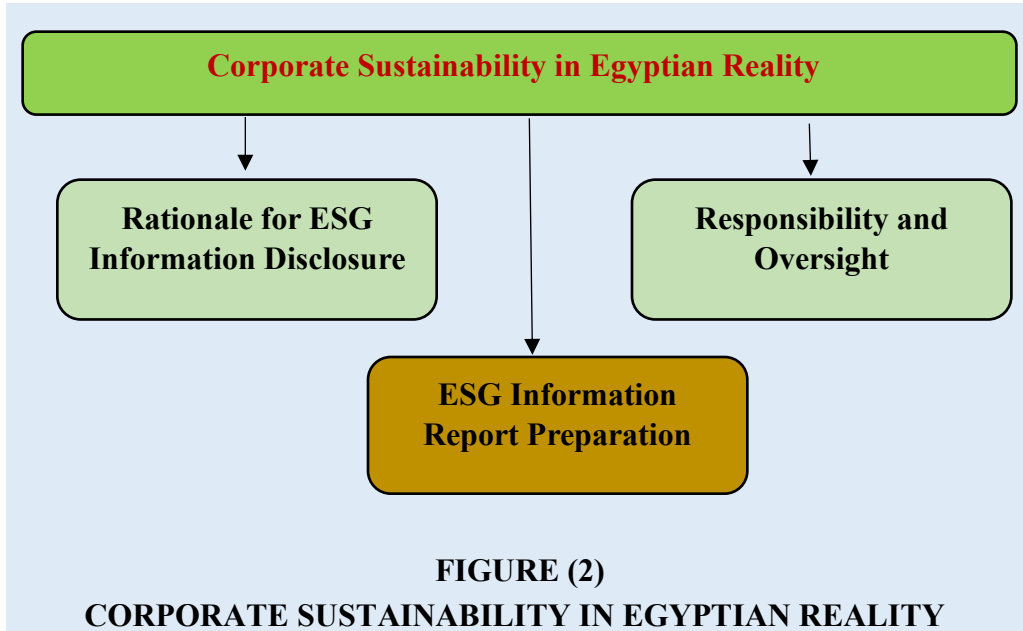 Corporate Sustainability in Egyptian Reality
Rationale for ESG
Information Disclosure
Responsibility and
Oversight
ESG Information
Report Preparation
FIGURE (2)
CORPORATE SUSTAINABILITY IN EGYPTIAN REALITY